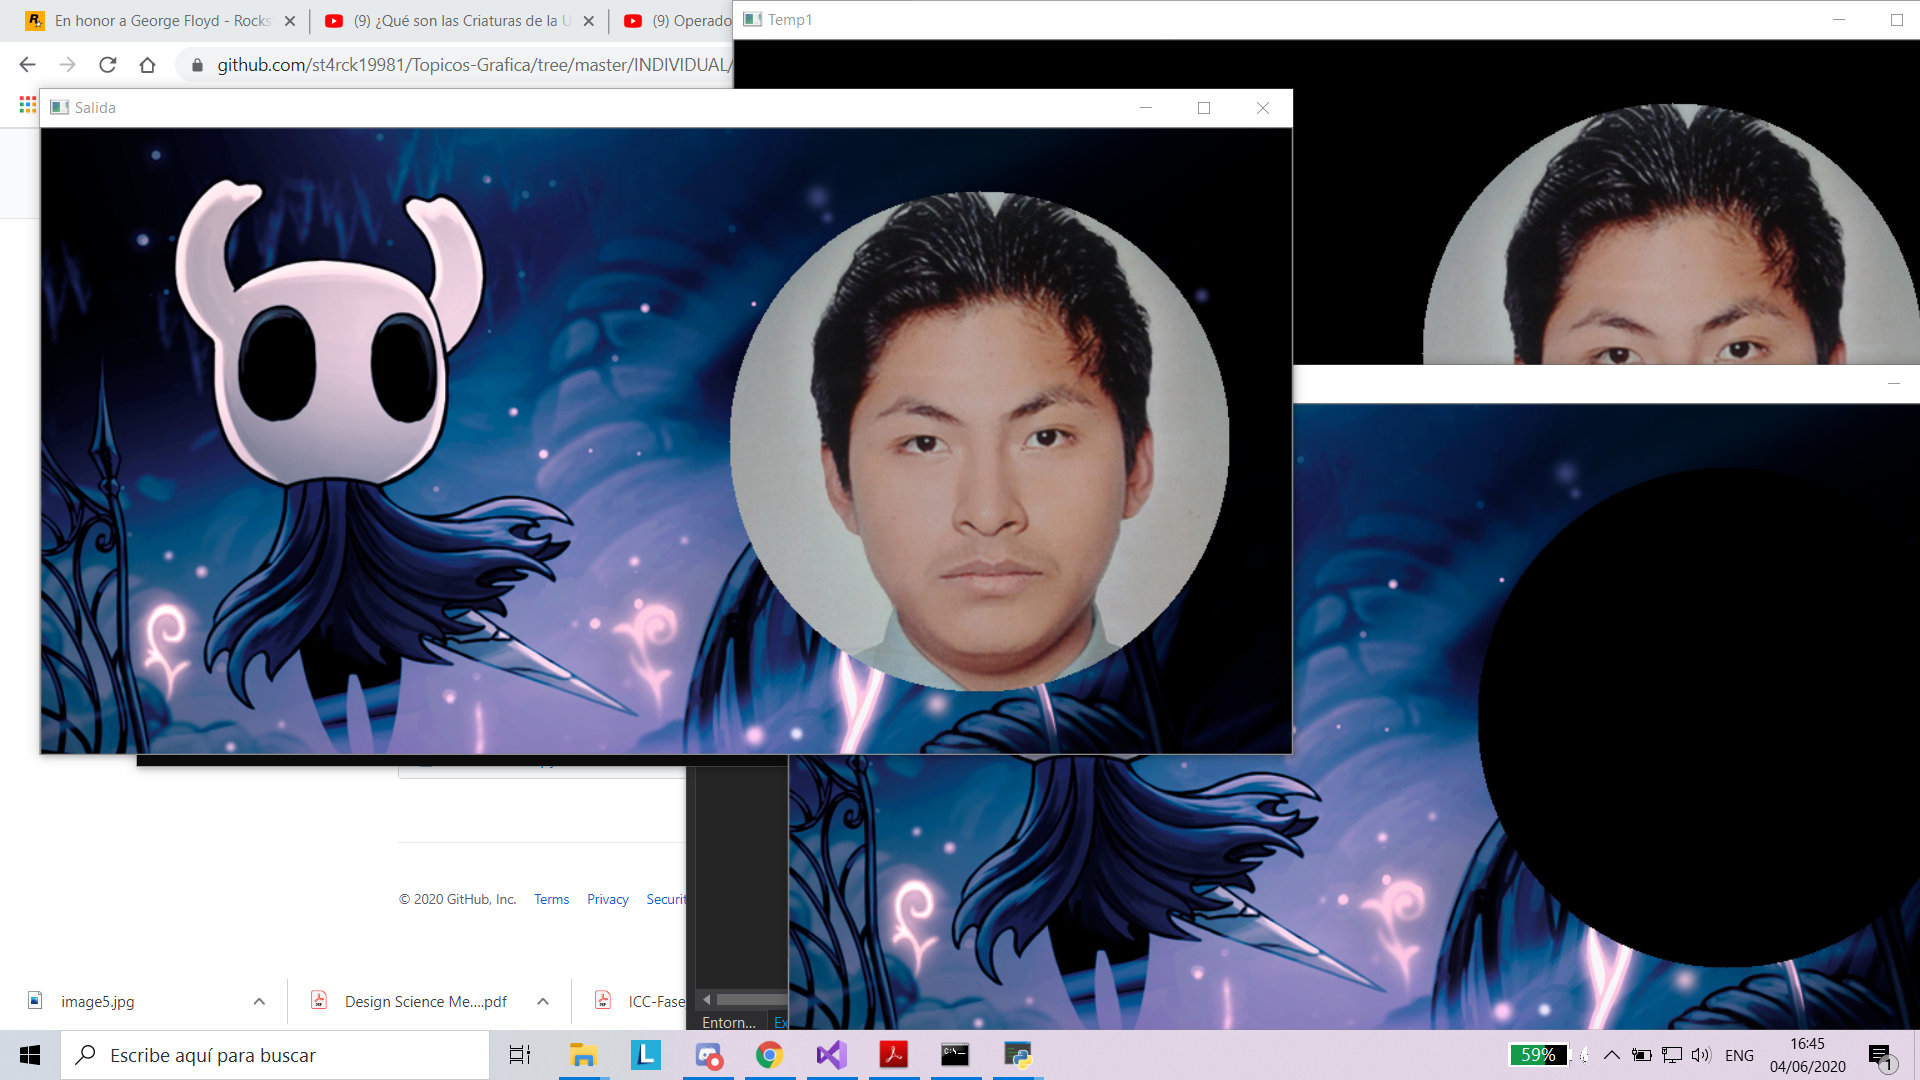 En honor a George Floyd - Rocks
(9) ¿Qué son las Criaturas de la U
(9) Operado
Temp1
github.com/st4rck19981/Topicos-Grafica/tree/master/INDIVIDUAL/
Salida
© 2020 GitHub, Inc. Terms Privacy Securit
image5.jpg
Design Science Me....pdf
ICC-Fase
Entorn...
Ex
Escribe aquí para buscar
59%
ENG
16:45
04/06/2020
1